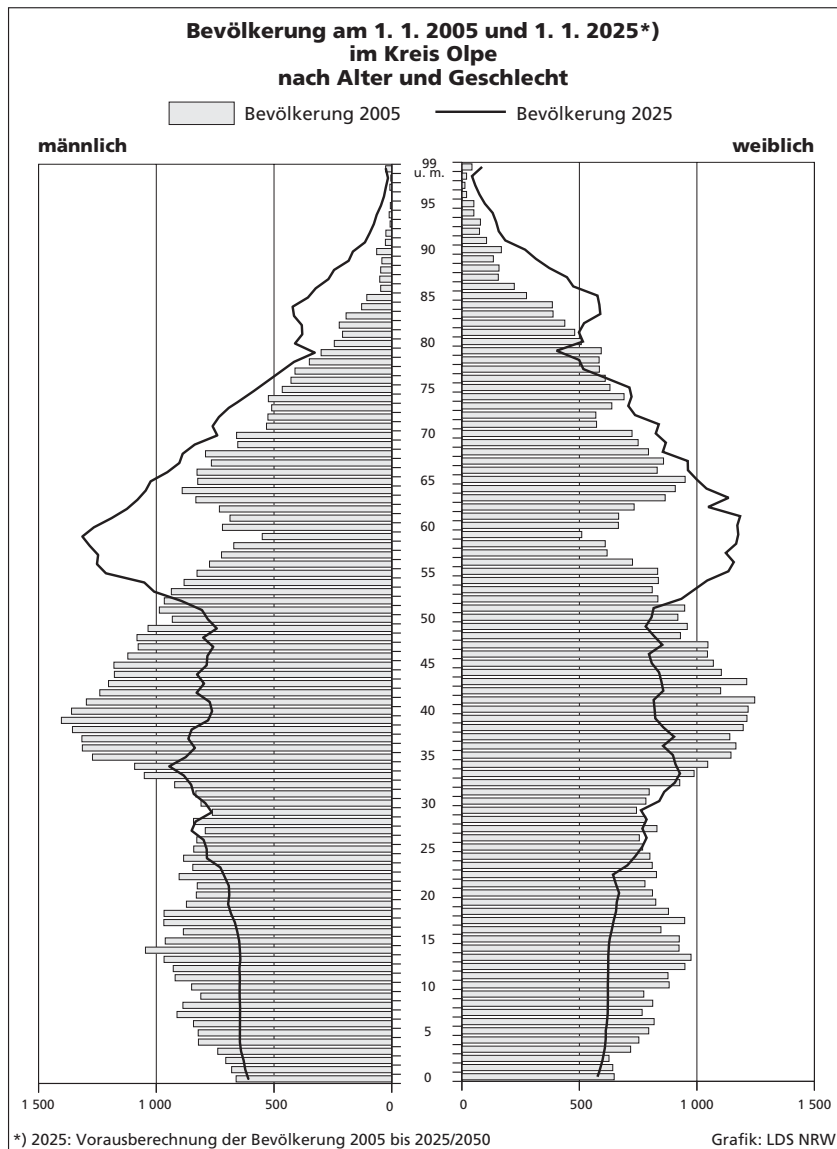 Bevölkerung am 1. 1. 2005 und 1. 1. 2025*)
im Kreis Olpe
nach Alter und Geschlecht
Bevölkerung 2005 Bevölkerung 2025
männlich weiblich
99
u. m.
95
90
85
80
75
70
65
60
55
50
45
40
35
30
25
20
15
10
5
0
1 500 1 000 500 0 0 500 1 000 1 500
*) 2025: Vorausberechnung der Bevölkerung 2005 bis 2025/2050 Grafik: LDS NRW